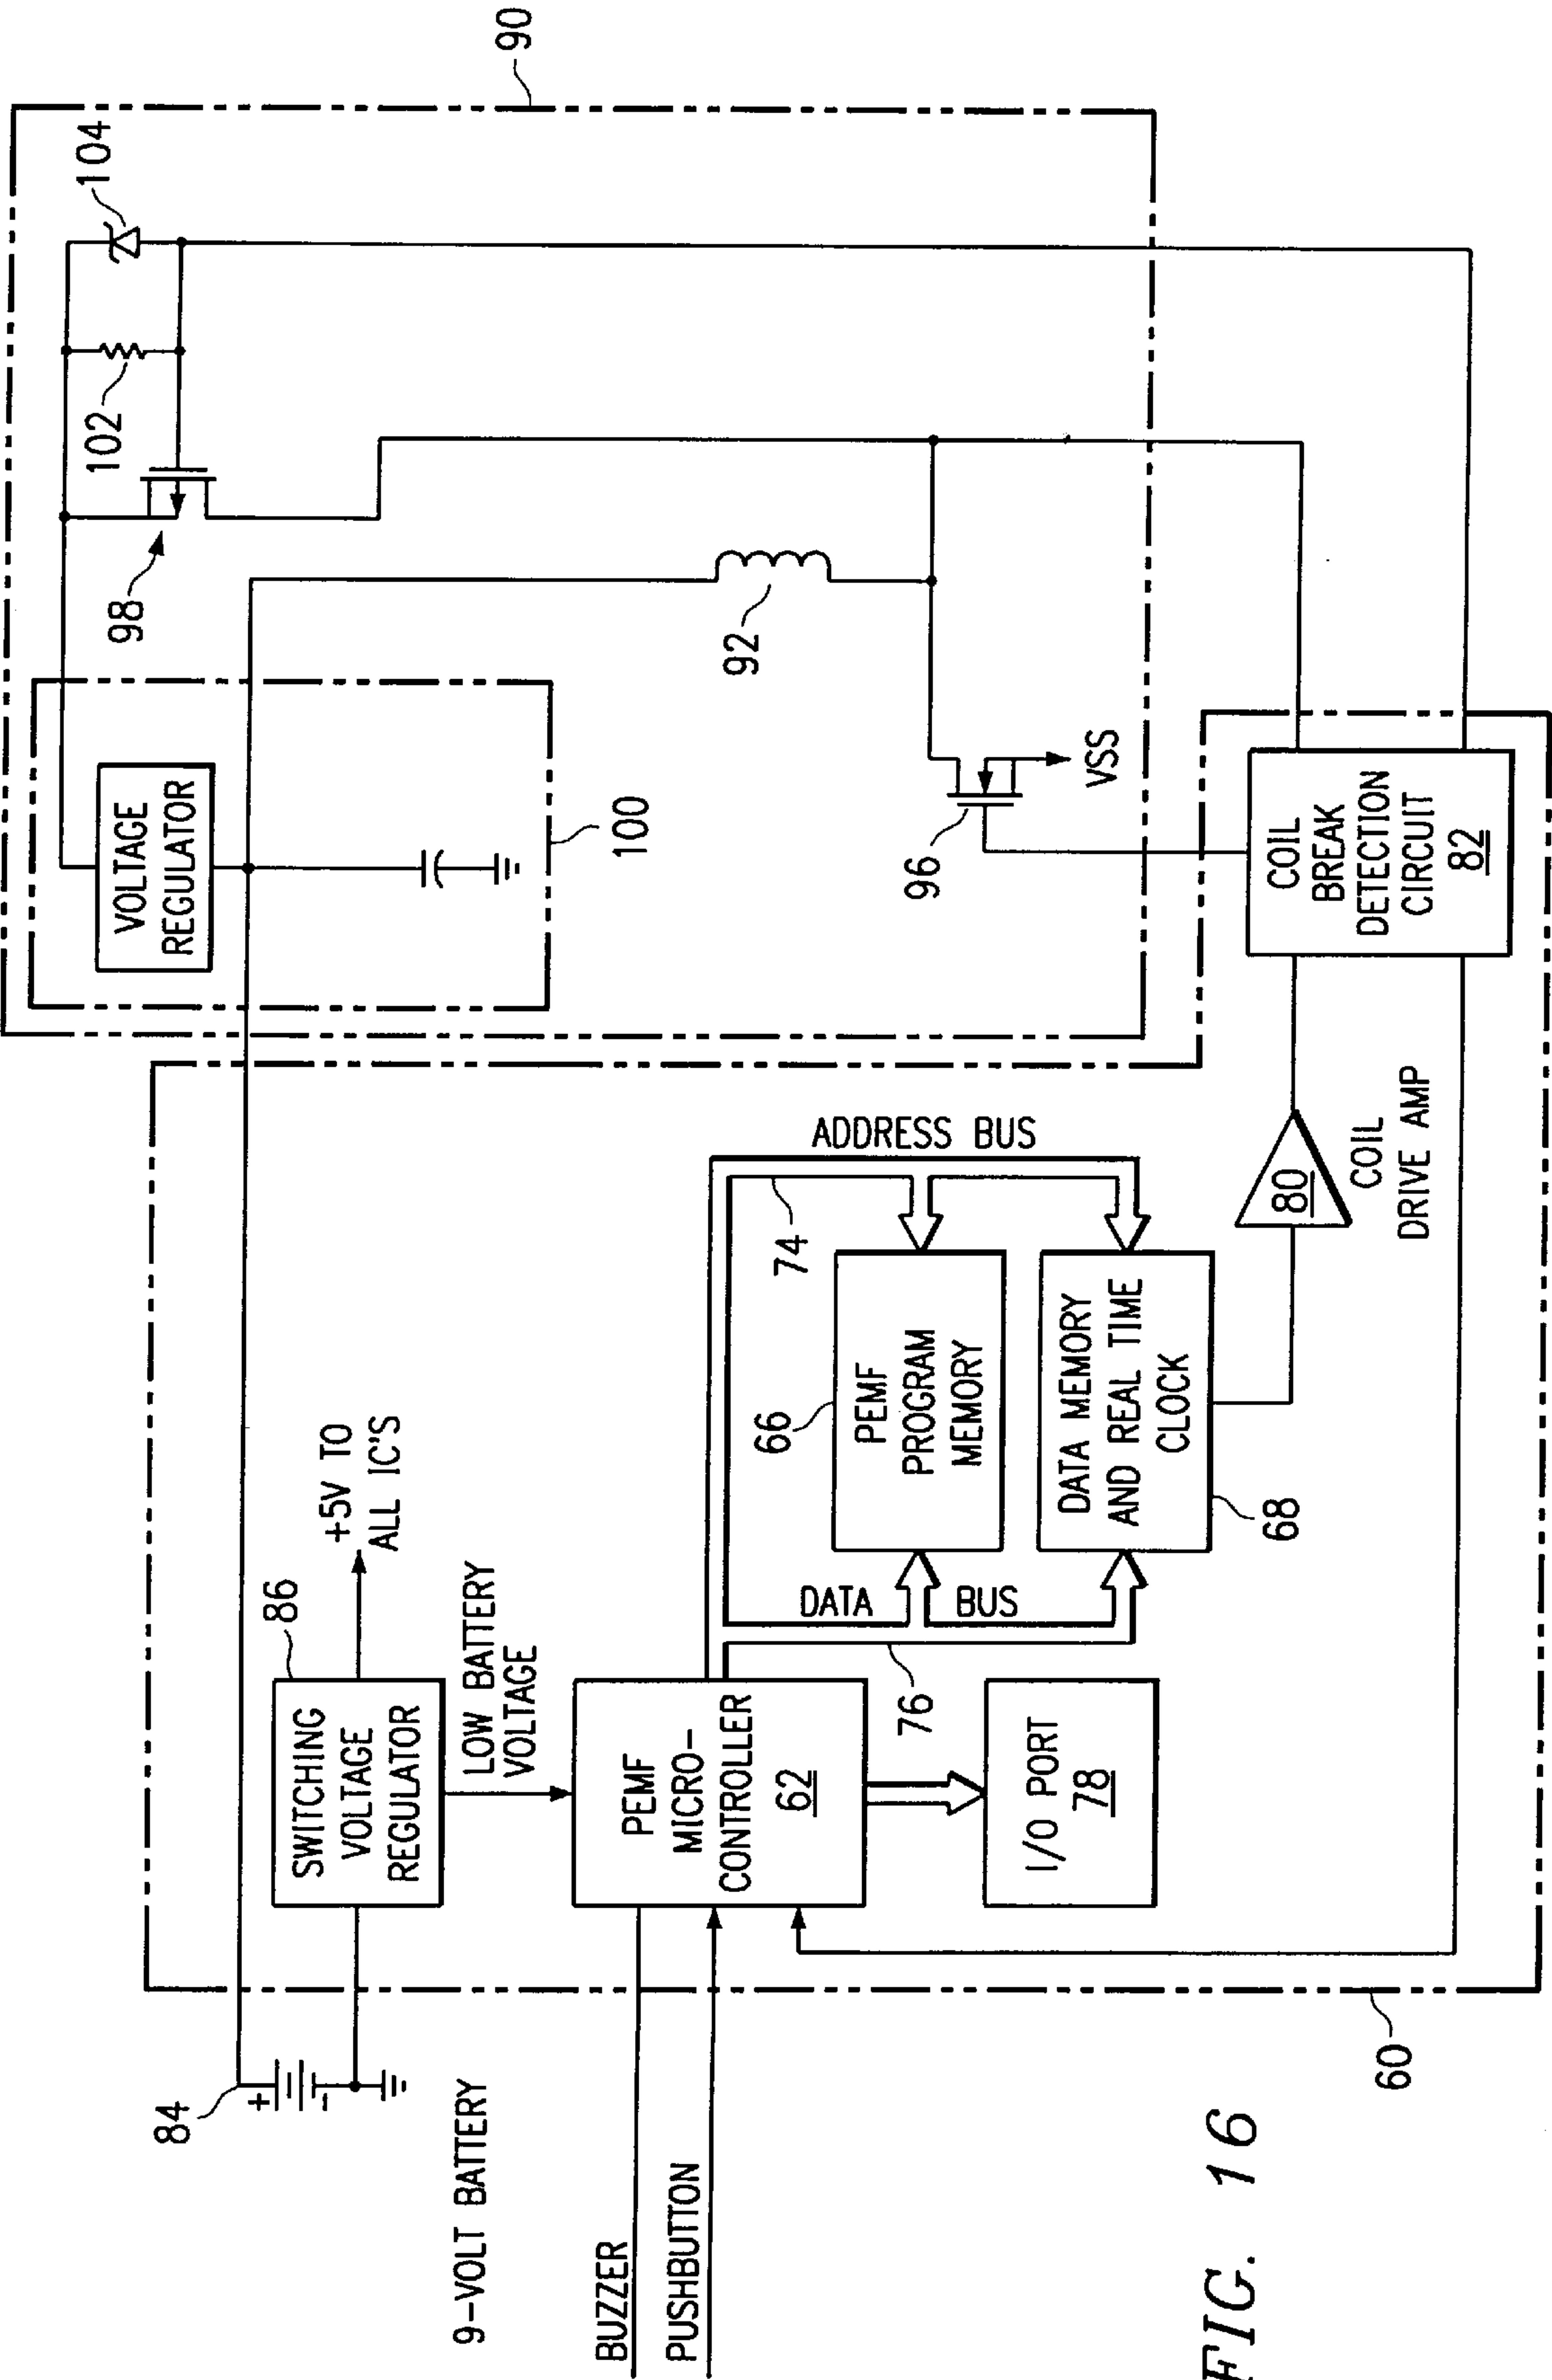 90
104
102
98
VOLTAGE
REGULATOR
100
92
96
VSS
COIL
BREAK
DETECTION
CIRCUIT
82
ADDRESS BUS
74
80
COIL
DRIVE AMP
66
PEMF
PROGRAM
MEMORY
DATA MEMORY
AND REAL TIME
CLOCK
68
DATA BUS
76
+5V TO
ALL IC'S
86
SWITCHING
VOLTAGE
REGULATOR
LOW BATTERY
VOLTAGE
PEMF
MICRO-
CONTROLLER
62
I/O PORT
78
84
+
-
9-VOLT BATTERY
BUZZER
PUSHBUTTON
60
FIG. 16